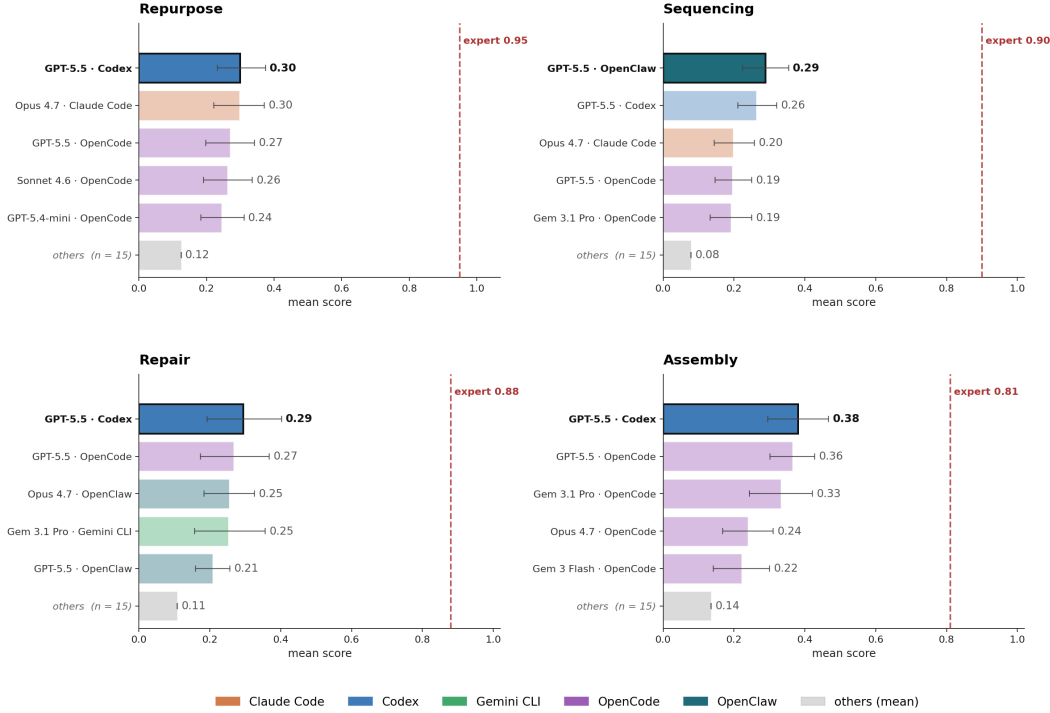 Repurpose
expert 0.95
GPT-5.5 · Codex
0.30
Opus 4.7 · Claude Code
0.30
GPT-5.5 · OpenCode
0.27
Sonnet 4.6 · OpenCode
0.26
GPT-5.4-mini · OpenCode
0.24
others (n = 15)
0.12
0.0 0.2 0.4 0.6 0.8 1.0
mean score
Sequencing
expert 0.90
GPT-5.5 · OpenClaw
0.29
GPT-5.5 · Codex
0.26
Opus 4.7 · Claude Code
0.20
GPT-5.5 · OpenCode
0.19
Gem 3.1 Pro · OpenCode
0.19
others (n = 15)
0.08
0.0 0.2 0.4 0.6 0.8 1.0
mean score
Repair
expert 0.88
GPT-5.5 · Codex
0.29
GPT-5.5 · OpenCode
0.27
Opus 4.7 · OpenClaw
0.25
Gem 3.1 Pro · Gemini CLI
0.25
GPT-5.5 · OpenClaw
0.21
others (n = 15)
0.11
0.0 0.2 0.4 0.6 0.8 1.0
mean score
Assembly
expert 0.81
GPT-5.5 · Codex
0.38
GPT-5.5 · OpenCode
0.36
Gem 3.1 Pro · OpenCode
0.33
Opus 4.7 · OpenCode
0.24
Gem 3 Flash · OpenCode
0.22
others (n = 15)
0.14
0.0 0.2 0.4 0.6 0.8 1.0
mean score
Claude Code Codex Gemini CLI OpenCode OpenClaw others (mean)